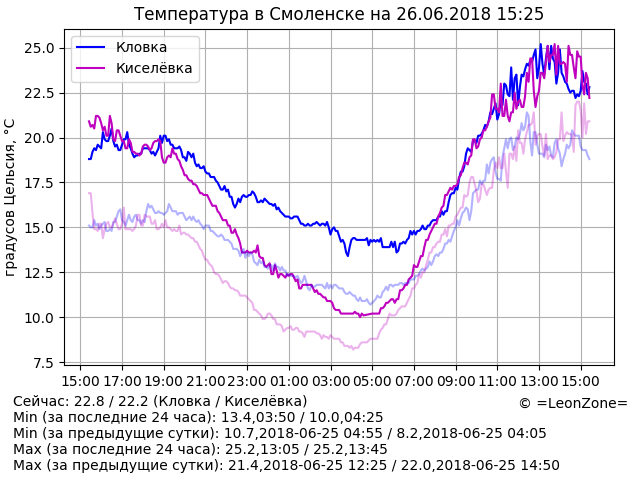 Температура в Смоленске на 26.06.2018 15:25
градусов Цельсия, °C
Кловка
Киселёвка
25.0
22.5
20.0
17.5
15.0
12.5
10.0
7.5
15:00 17:00 19:00 21:00 23:00 01:00 03:00 05:00 07:00 09:00 11:00 13:00 15:00
Сейчас: 22.8 / 22.2 (Кловка / Киселёвка)
© =LeonZone=
Min (за последние 24 часа): 13.4,03:50 / 10.0,04:25
Min (за предыдущие сутки): 10.7,2018-06-25 04:55 / 8.2,2018-06-25 04:05
Max (за последние 24 часа): 25.2,13:05 / 25.2,13:45
Max (за предыдущие сутки): 21.4,2018-06-25 12:25 / 22.0,2018-06-25 14:50